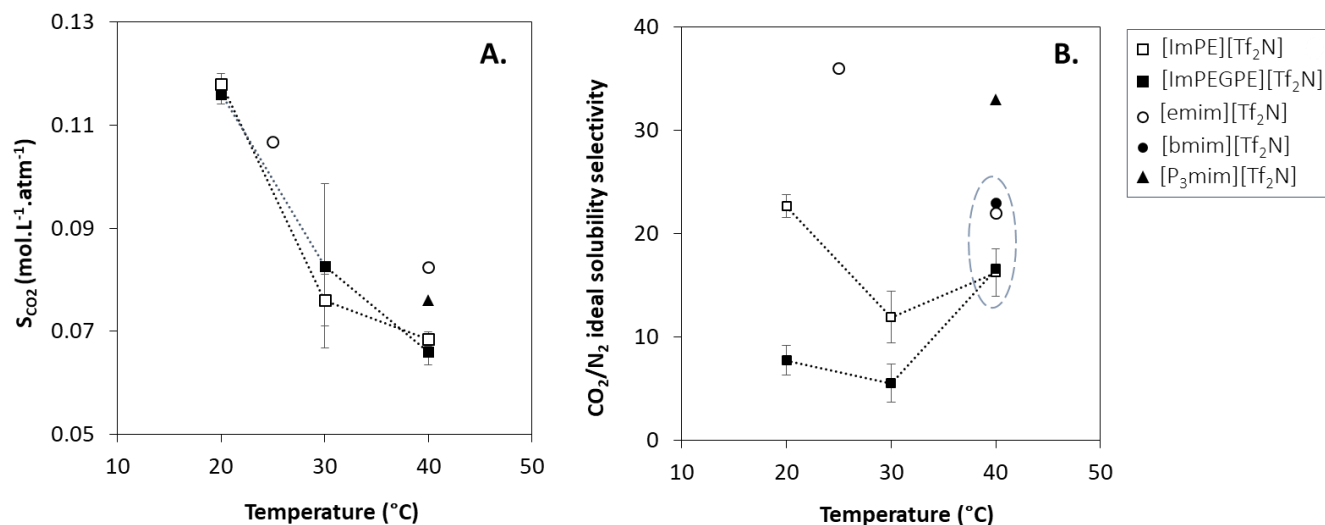 A.
0.13
0.11
0.09
0.07
0.05
10 20 30 40 50
S_CO2 (mol.L⁻¹.atm⁻¹)
Temperature (°C)
B.
40
30
20
10
0
10 20 30 40 50
CO₂/N₂ ideal solubility selectivity
Temperature (°C)
[ImPE][Tf₂N]
[ImPEGPE][Tf₂N]
[emim][Tf₂N]
[bmim][Tf₂N]
[P₃mim][Tf₂N]